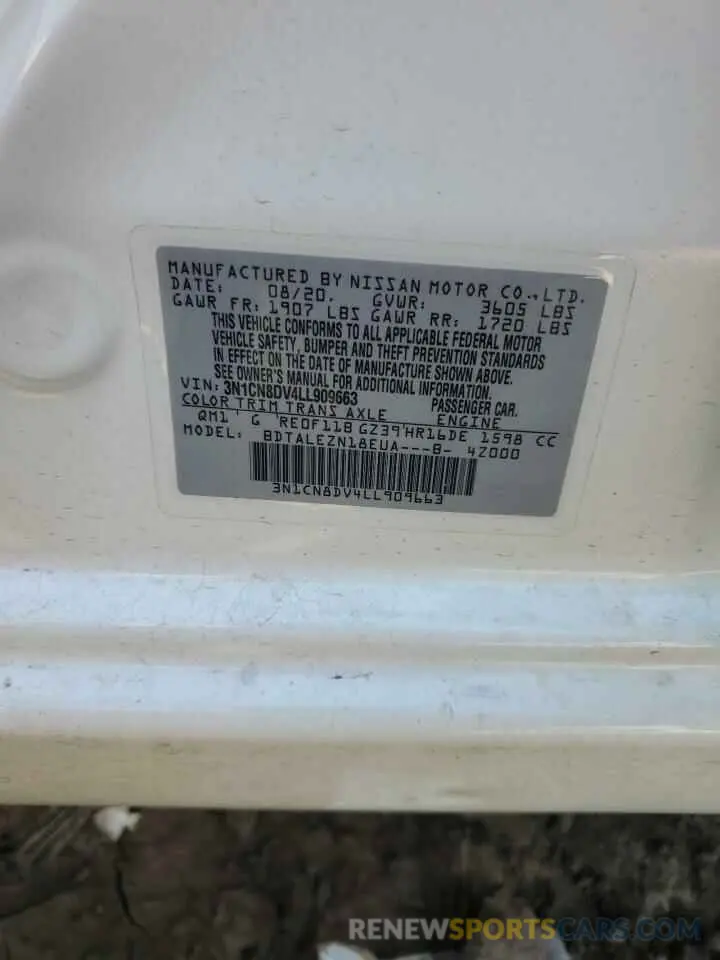 MANUFACTURED BY NISSAN MOTOR CO., LTD.
DATE: 08/20. GVWR: 3605 LBS
GAWR FR: 1907 LBS GAWR RR: 1720 LBS
THIS VEHICLE CONFORMS TO ALL APPLICABLE FEDERAL MOTOR
VEHICLE SAFETY, BUMPER AND THEFT PREVENTION STANDARDS
IN EFFECT ON THE DATE OF MANUFACTURE SHOWN ABOVE.
SEE OWNER'S MANUAL FOR ADDITIONAL INFORMATION.
VIN: 3N1CN8DV4LL909663 PASSENGER CAR.
COLOR TRIM TRANS AXLE ENGINE
QM1 ' G 'RE0F11B GZ39'HR16DE 1598 CC
MODEL: BDTALEZN18EUA---B- 4Z000
3N1CN8DV4LL909663
RENEWSPORTSCARS.COM